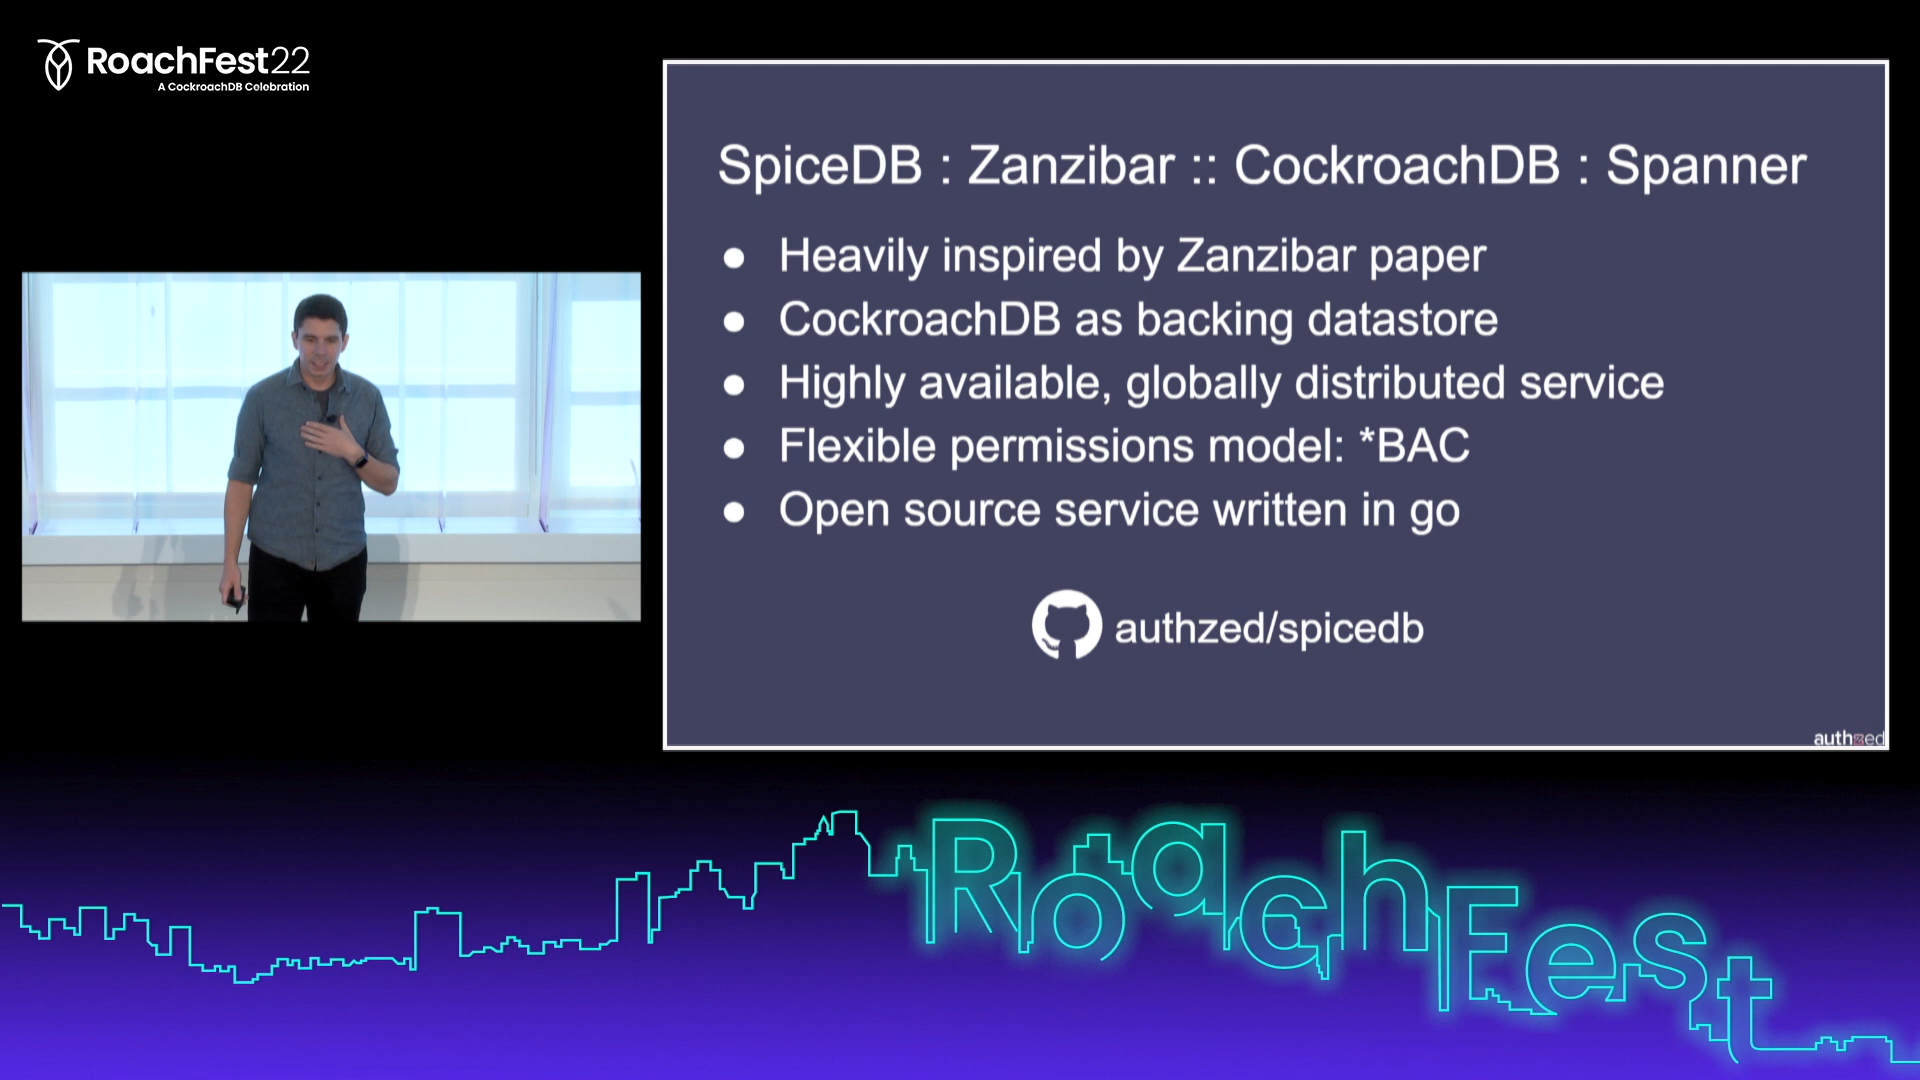 RoachFest22
A CockroachDB Celebration
SpiceDB : Zanzibar :: CockroachDB : Spanner
● Heavily inspired by Zanzibar paper
● CockroachDB as backing datastore
● Highly available, globally distributed service
● Flexible permissions model: *BAC
● Open source service written in go
authzed/spicedb
authzed
RoachFest